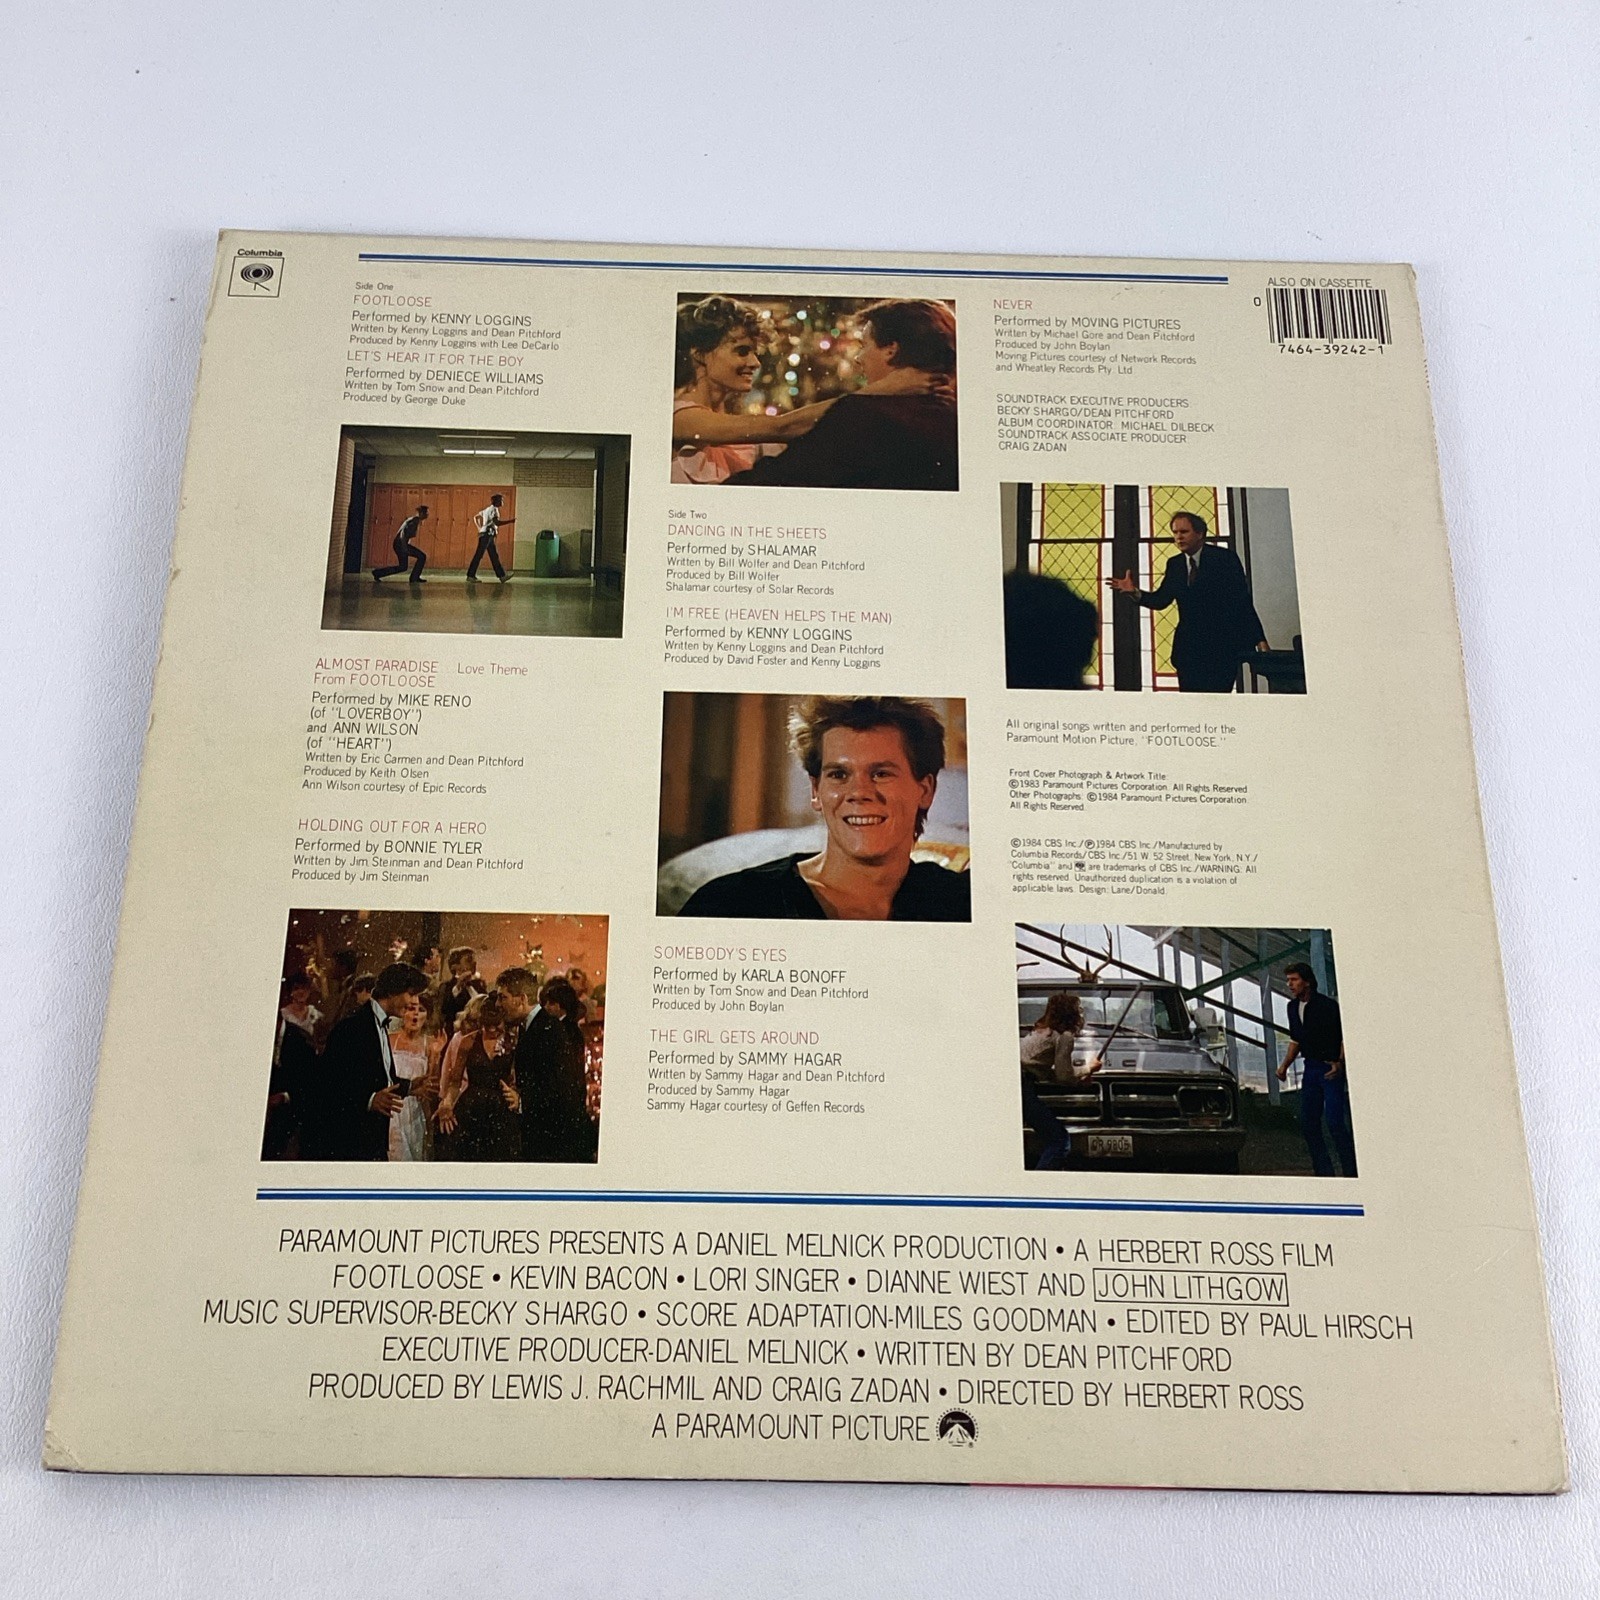 Columbia
Side One
FOOTLOOSE
Performed by KENNY LOGGINS
Written by Kenny Loggins and Dean Pitchford
Produced by Kenny Loggins with Lee DeCarlo
LET'S HEAR IT FOR THE BOY
Performed by DENIECE WILLIAMS
Written by Tom Snow and Dean Pitchford
Produced by George Duke
ALMOST PARADISE Love Theme
From FOOTLOOSE
Performed by MIKE RENO
(of "LOVERBOY")
and ANN WILSON
(of "HEART")
Written by Eric Carmen and Dean Pitchford
Produced by Keith Olsen
Ann Wilson courtesy of Epic Records
HOLDING OUT FOR A HERO
Performed by BONNIE TYLER
Written by Jim Steinman and Dean Pitchford
Produced by Jim Steinman
Side Two
DANCING IN THE SHEETS
Performed by SHALAMAR
Written by Bill Wolfer and Dean Pitchford
Produced by Bill Wolfer
Shalamar courtesy of Solar Records
I'M FREE (HEAVEN HELPS THE MAN)
Performed by KENNY LOGGINS
Written by Kenny Loggins and Dean Pitchford
Produced by David Foster and Kenny Loggins
SOMEBODY'S EYES
Performed by KARLA BONOFF
Written by Tom Snow and Dean Pitchford
Produced by John Boylan
THE GIRL GETS AROUND
Performed by SAMMY HAGAR
Written by Sammy Hagar and Dean Pitchford
Produced by Sammy Hagar
Sammy Hagar courtesy of Geffen Records
NEVER
Performed by MOVING PICTURES
Written by Michael Gore and Dean Pitchford
Produced by John Boylan
Moving Pictures courtesy of Network Records
and Wheatley Records Pty. Ltd
SOUNDTRACK EXECUTIVE PRODUCERS:
BECKY SHARGO/DEAN PITCHFORD
ALBUM COORDINATOR: MICHAEL DILBECK
SOUNDTRACK ASSOCIATE PRODUCER
CRAIG ZADAN
ALSO ON CASSETTE
0
7464-39242-1
All original songs written and performed for the
Paramount Motion Picture, "FOOTLOOSE."
Front Cover Photograph & Artwork Title:
©1983 Paramount Pictures Corporation. All Rights Reserved
Other Photographs: ©1984 Paramount Pictures Corporation.
All Rights Reserved.
©1984 CBS Inc./Ⓟ1984 CBS Inc./Manufactured by
Columbia Records/CBS Inc./51 W. 52 Street, New York, N.Y./
"Columbia" and are trademarks of CBS Inc./WARNING: All
rights reserved. Unauthorized duplication is a violation of
applicable laws. Design: Lane/Donald.
PARAMOUNT PICTURES PRESENTS A DANIEL MELNICK PRODUCTION • A HERBERT ROSS FILM
FOOTLOOSE • KEVIN BACON • LORI SINGER • DIANNE WIEST AND JOHN LITHGOW
MUSIC SUPERVISOR-BECKY SHARGO • SCORE ADAPTATION-MILES GOODMAN • EDITED BY PAUL HIRSCH
EXECUTIVE PRODUCER-DANIEL MELNICK • WRITTEN BY DEAN PITCHFORD
PRODUCED BY LEWIS J. RACHMIL AND CRAIG ZADAN • DIRECTED BY HERBERT ROSS
A PARAMOUNT PICTURE
Paramount